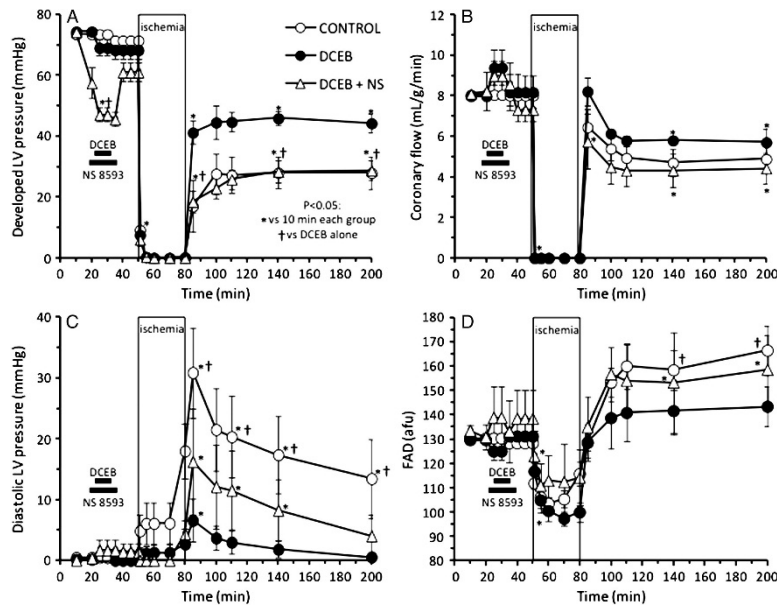 A
ischemia
CONTROL
DCEB
DCEB + NS
Developed LV pressure (mmHg)
80
60
40
20
0
*†
DCEB
NS 8593
*
*
*
*
*†
*†
*†
P<0.05:
* vs 10 min each group
† vs DCEB alone
0 20 40 60 80 100 120 140 160 180 200
Time (min)
B
ischemia
Coronary flow (mL/g/min)
12
10
8
6
4
2
0
DCEB
NS 8593
*
*
*
*
*
*
0 20 40 60 80 100 120 140 160 180 200
Time (min)
C
ischemia
Diastolic LV pressure (mmHg)
40
30
20
10
0
DCEB
NS 8593
*†
*†
*†
*†
*
*
*
*
0 20 40 60 80 100 120 140 160 180 200
Time (min)
D
ischemia
FAD (afu)
180
170
160
150
140
130
120
110
100
90
80
DCEB
NS 8593
*
*
†
*
†
*
0 20 40 60 80 100 120 140 160 180 200
Time (min)